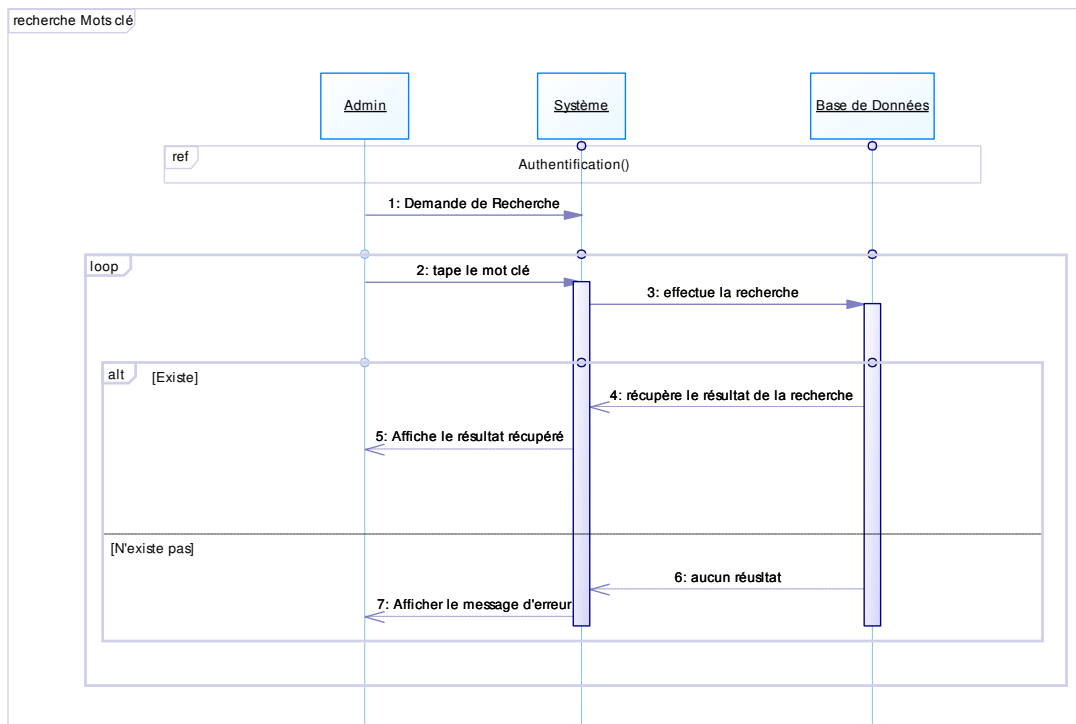 recherche Mots clé
Admin
Système
Base de Données
ref
Authentification()
1: Demande de Recherche
loop
2: tape le mot clé
3: effectue la recherche
alt
[Existe]
4: récupère le résultat de la recherche
5: Affiche le résultat récupéré
[N'existe pas]
6: aucun réusltat
7: Afficher le message d'erreur